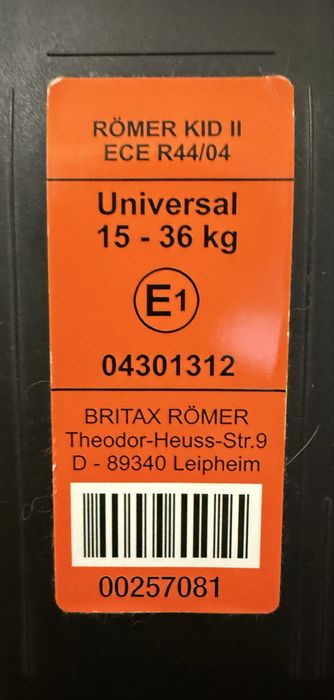 RÖMER KID II
ECE R44/04
Universal
15 - 36 kg
E1
04301312
BRITAX RÖMER
Theodor-Heuss-Str.9
D - 89340 Leipheim
00257081